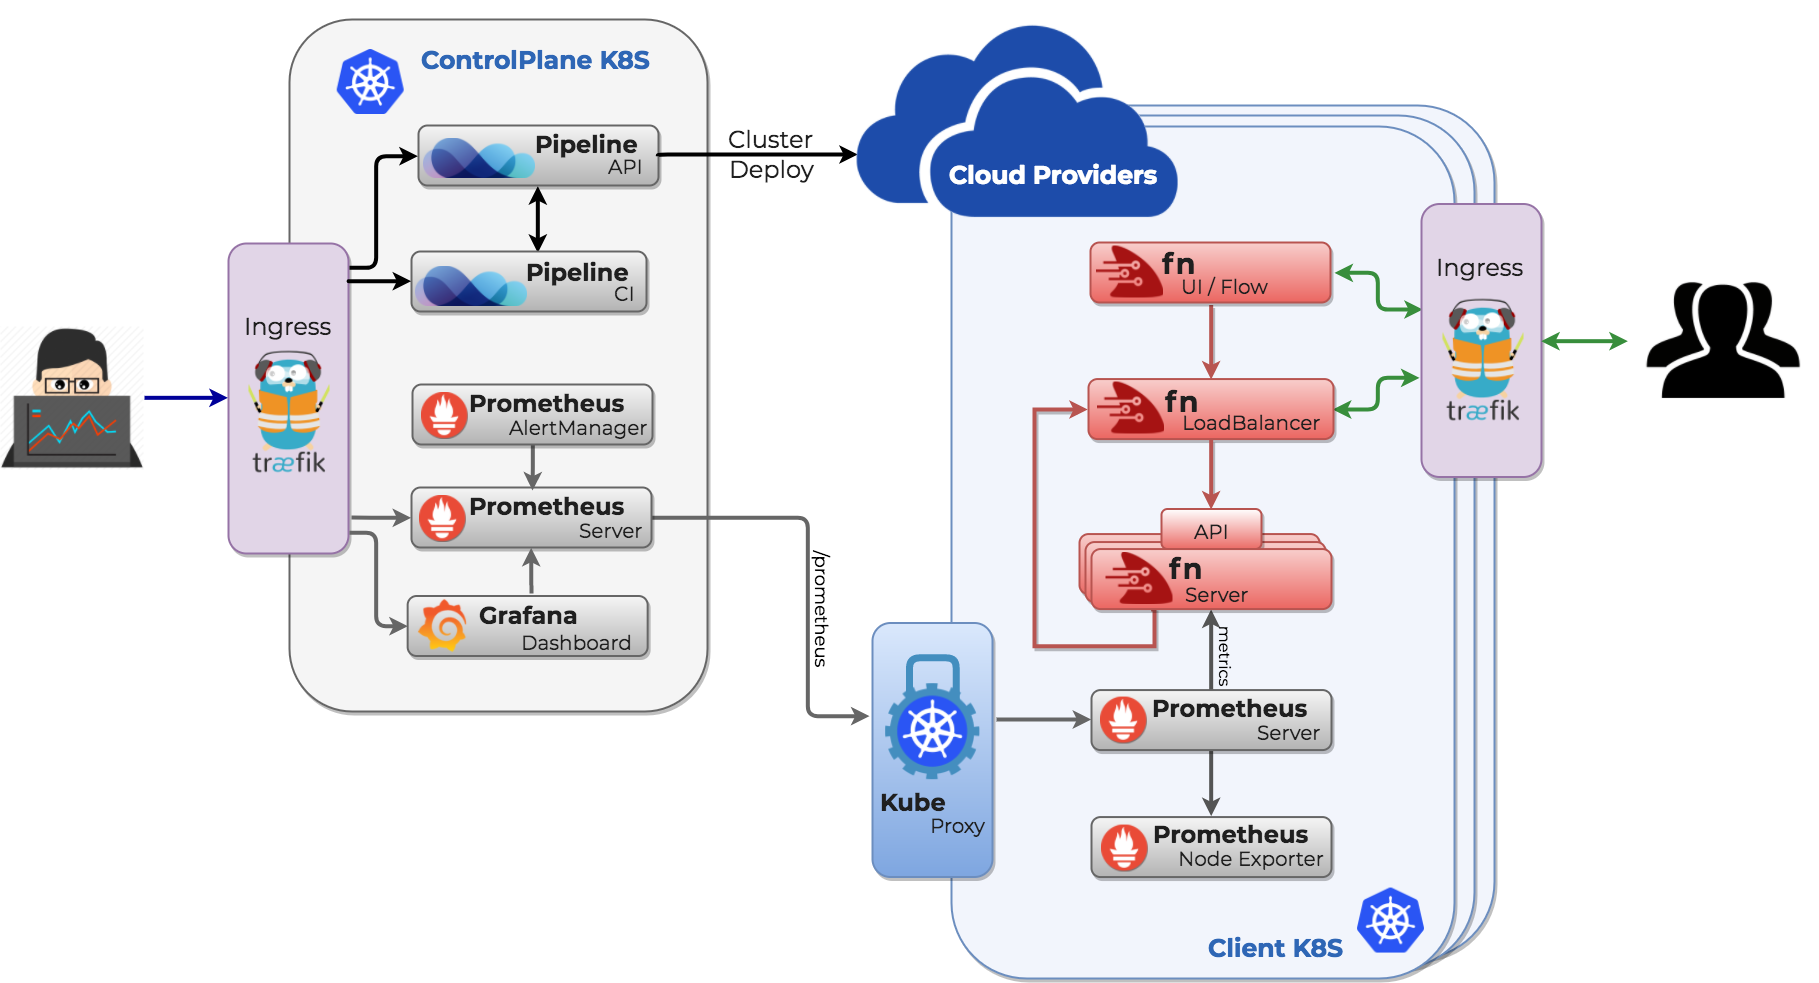 ControlPlane K8S
Pipeline
API
Cluster
Deploy
Cloud Providers
Pipeline
CI
Ingress
træfik
Prometheus
AlertManager
Prometheus
Server
Grafana
Dashboard
/prometheus
fn
UI / Flow
fn
LoadBalancer
API
fn
Server
metrics
Ingress
træfik
Kube
Proxy
Prometheus
Server
Prometheus
Node Exporter
Client K8S